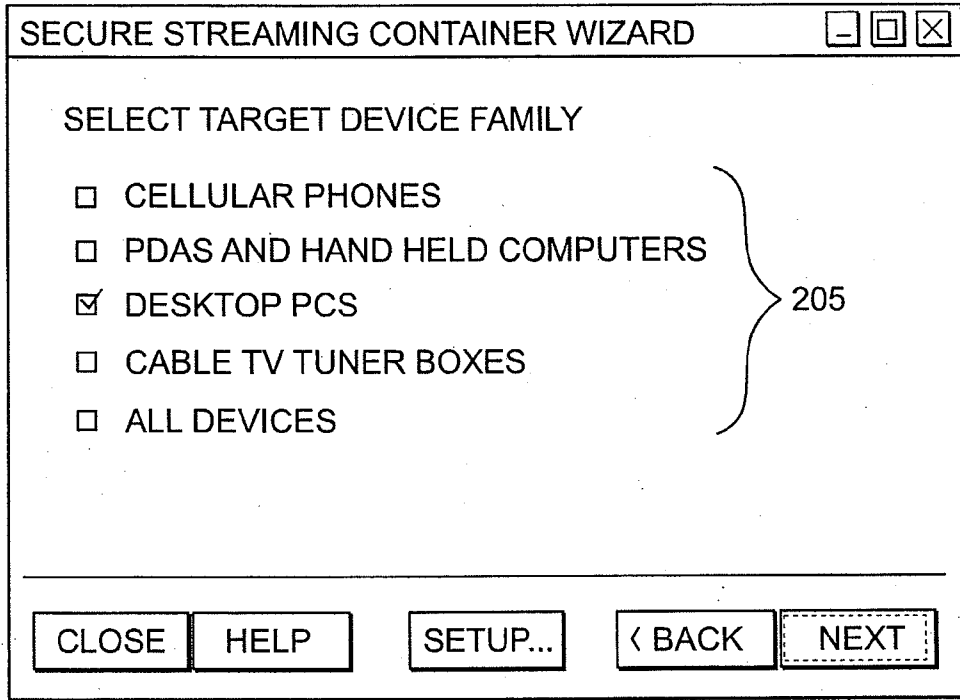 SECURE STREAMING CONTAINER WIZARD
SELECT TARGET DEVICE FAMILY
CELLULAR PHONES
PDAS AND HAND HELD COMPUTERS
DESKTOP PCS
CABLE TV TUNER BOXES
ALL DEVICES
205
CLOSE HELP SETUP... < BACK NEXT